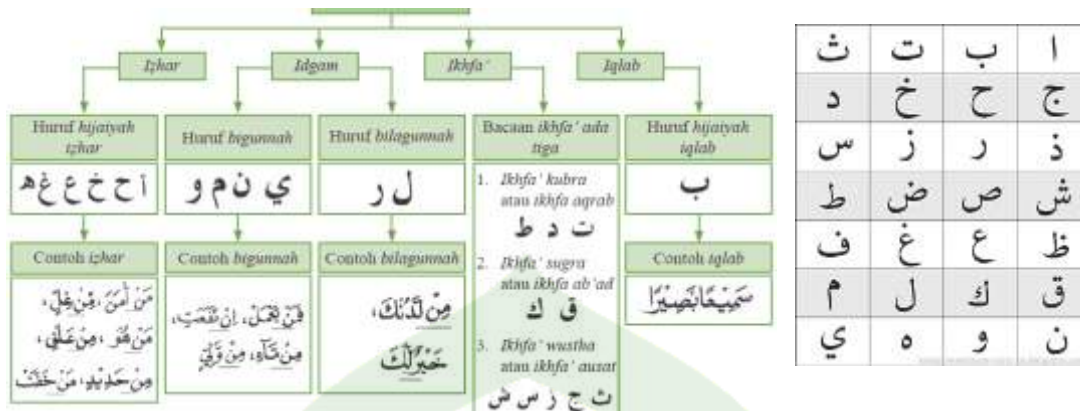 Izhar Idgam Ikhfa' Iqlab
Huruf hijaiyah izhar
أ ح خ ع غ ه
Contoh izhar
Huruf bigunnah
ي ن م و
Contoh bigunnah
Huruf bilagunnah
ل ر
Contoh bilagunnah
مِنْ لَدُنْكَ،
خَيْرٌ لَكَ
Bacaan ikhfa' ada
tiga
1. Ikhfa' kubra
atau ikhfa aqrab
ت د ط
2. Ikhfa' sugra
atau ikhfa ab'ad
ق ك
3. Ikhfa' wustha
atau ikhfa' ausat
ث ج ز س ش
Huruf hijaiyah
iqlab
ب
Contoh iqlab
سَمِيْعًا بَصِيْرًا
ا ب ت ث
ج ح خ د
ذ ر ز س
ش ص ض ط
ظ ع غ ف
ق ك ل م
ن و ه ي